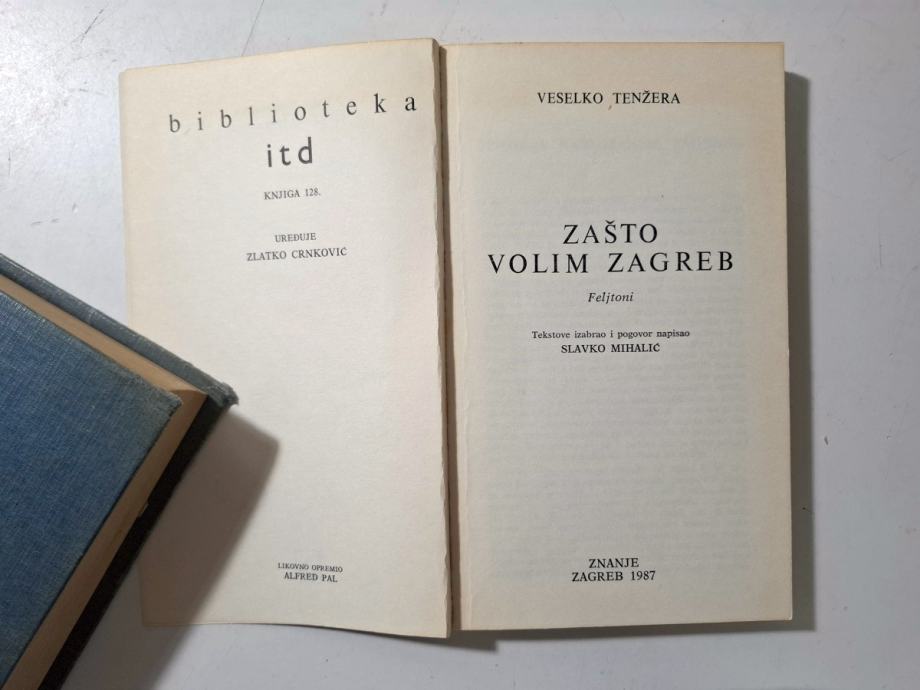 biblioteka
itd
KNJIGA 128.
UREĐUJE
ZLATKO CRNKOVIĆ
LIKOVNO OPREMIO
ALFRED PAL
VESELKO TENŽERA
ZAŠTO
VOLIM ZAGREB
Feljtoni
Tekstove izabrao i pogovor napisao
SLAVKO MIHALIĆ
ZNANJE
ZAGREB 1987